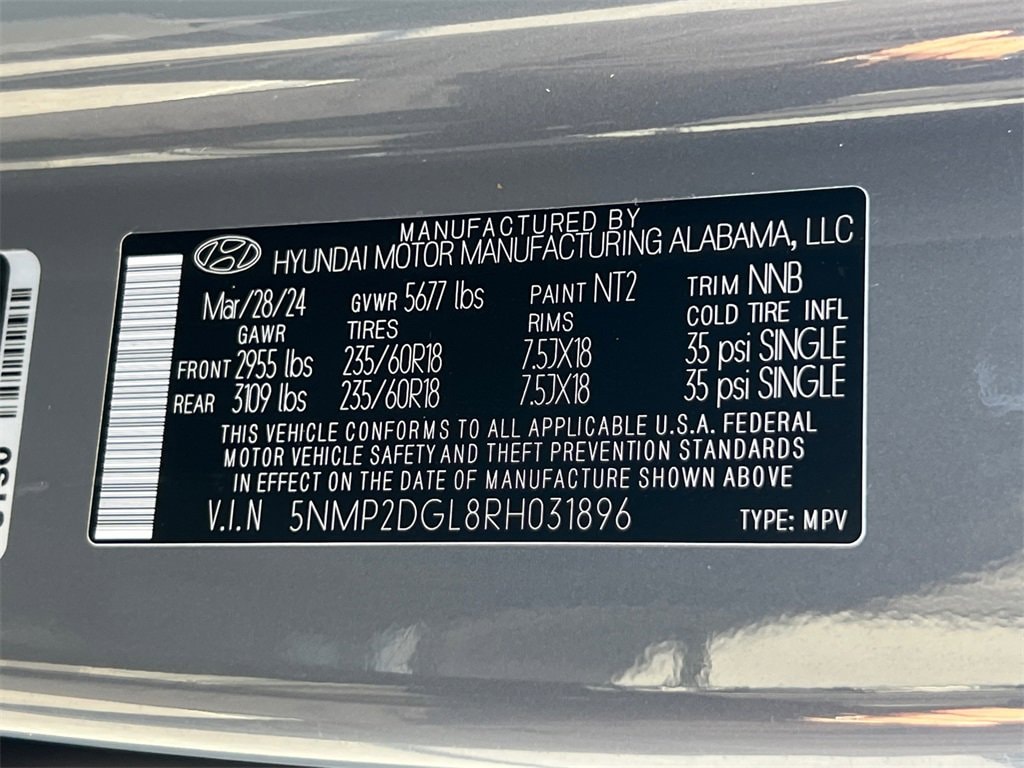 MANUFACTURED BY
HYUNDAI MOTOR MANUFACTURING ALABAMA, LLC
Mar/28/24 GVWR 5677 lbs PAINT NT2 TRIM NNB
GAWR TIRES RIMS COLD TIRE INFL
FRONT 2955 lbs 235/60R18 7.5JX18 35 psi SINGLE
REAR 3109 lbs 235/60R18 7.5JX18 35 psi SINGLE
THIS VEHICLE CONFORMS TO ALL APPLICABLE U.S.A. FEDERAL
MOTOR VEHICLE SAFETY AND THEFT PREVENTION STANDARDS
IN EFFECT ON THE DATE OF MANUFACTURE SHOWN ABOVE
V.I.N 5NMP2DGL8RH031896 TYPE: MPV